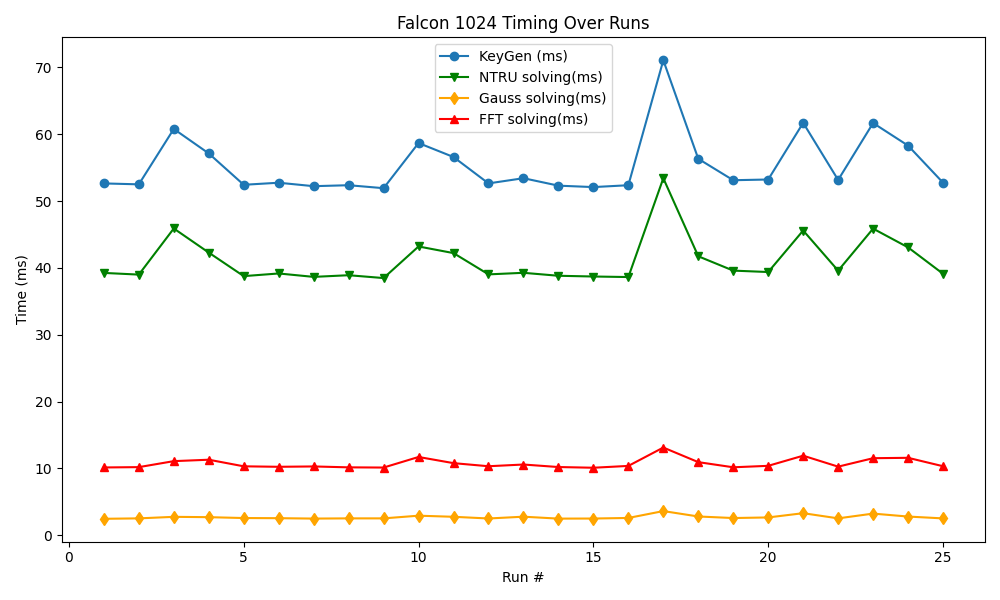 Falcon 1024 Timing Over Runs
KeyGen (ms)
NTRU solving(ms)
Gauss solving(ms)
FFT solving(ms)
Time (ms)
70
60
50
40
30
20
10
0
0 5 10 15 20 25
Run #